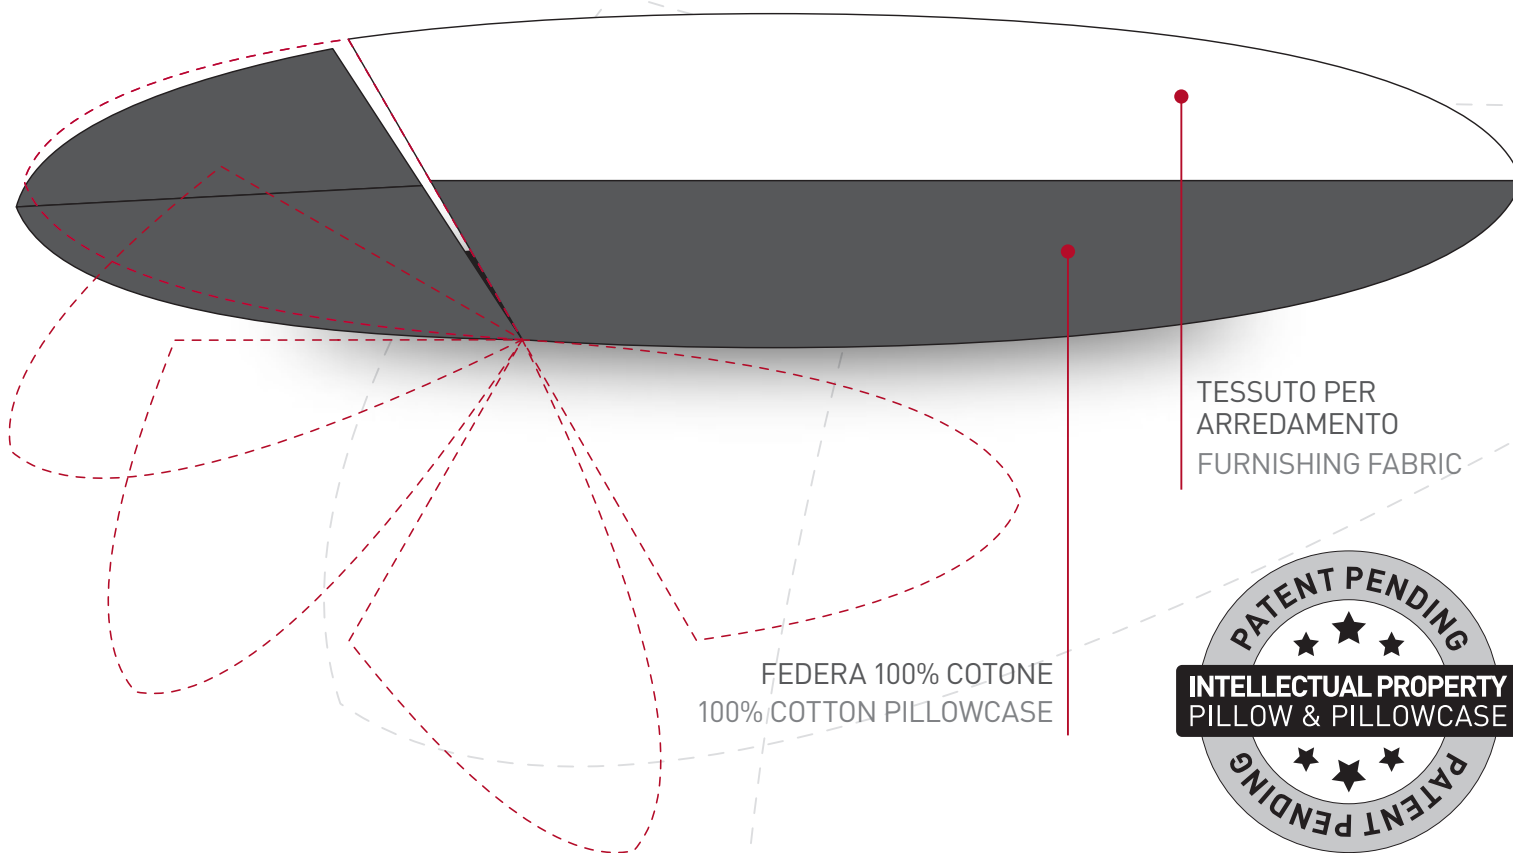 TESSUTO PER
ARREDAMENTO
FURNISHING FABRIC
FEDERA 100% COTONE
100% COTTON PILLOWCASE
PATENT PENDING
INTELLECTUAL PROPERTY
PILLOW & PILLOWCASE
PATENT PENDING